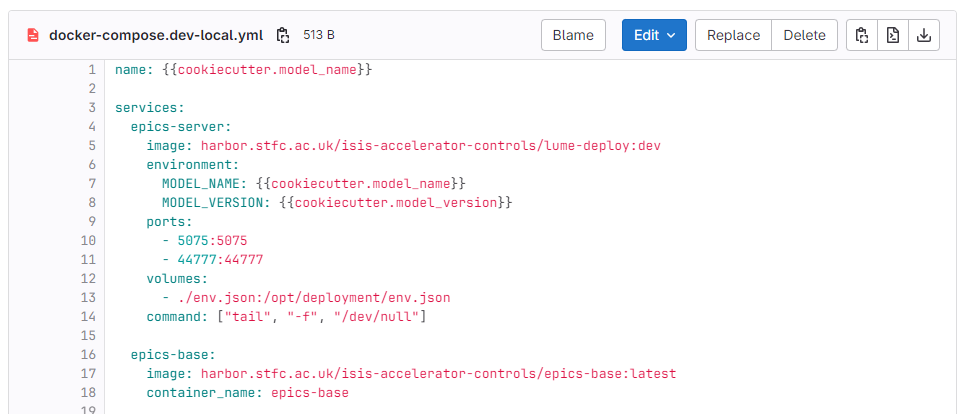 docker-compose.dev-local.yml 513 B Blame Edit Replace Delete
1 name: {{cookiecutter.model_name}}
2
3 services:
4   epics-server:
5     image: harbor.stfc.ac.uk/isis-accelerator-controls/lume-deploy:dev
6     environment:
7       MODEL_NAME: {{cookiecutter.model_name}}
8       MODEL_VERSION: {{cookiecutter.model_version}}
9     ports:
10       - 5075:5075
11       - 44777:44777
12     volumes:
13       - ./env.json:/opt/deployment/env.json
14     command: ["tail", "-f", "/dev/null"]
15
16   epics-base:
17     image: harbor.stfc.ac.uk/isis-accelerator-controls/epics-base:latest
18     container_name: epics-base
19